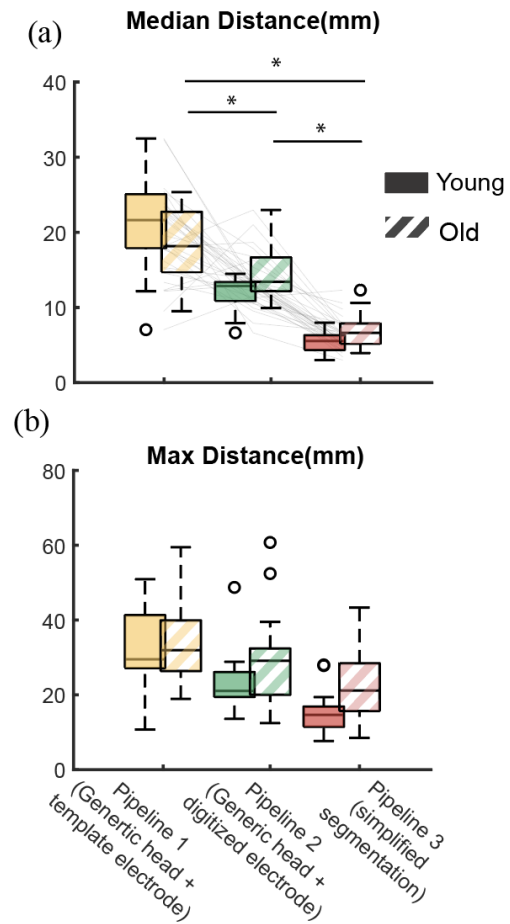 (a)
Median Distance(mm)
*
*
*
40
30
20
10
0
Young
Old
(b)
Max Distance(mm)
80
60
40
20
0
Pipeline 1
(Genertic head +
template electrode)
Pipeline 2
(Generic head +
digitized electrode)
Pipeline 3
(simplified
segmentation)